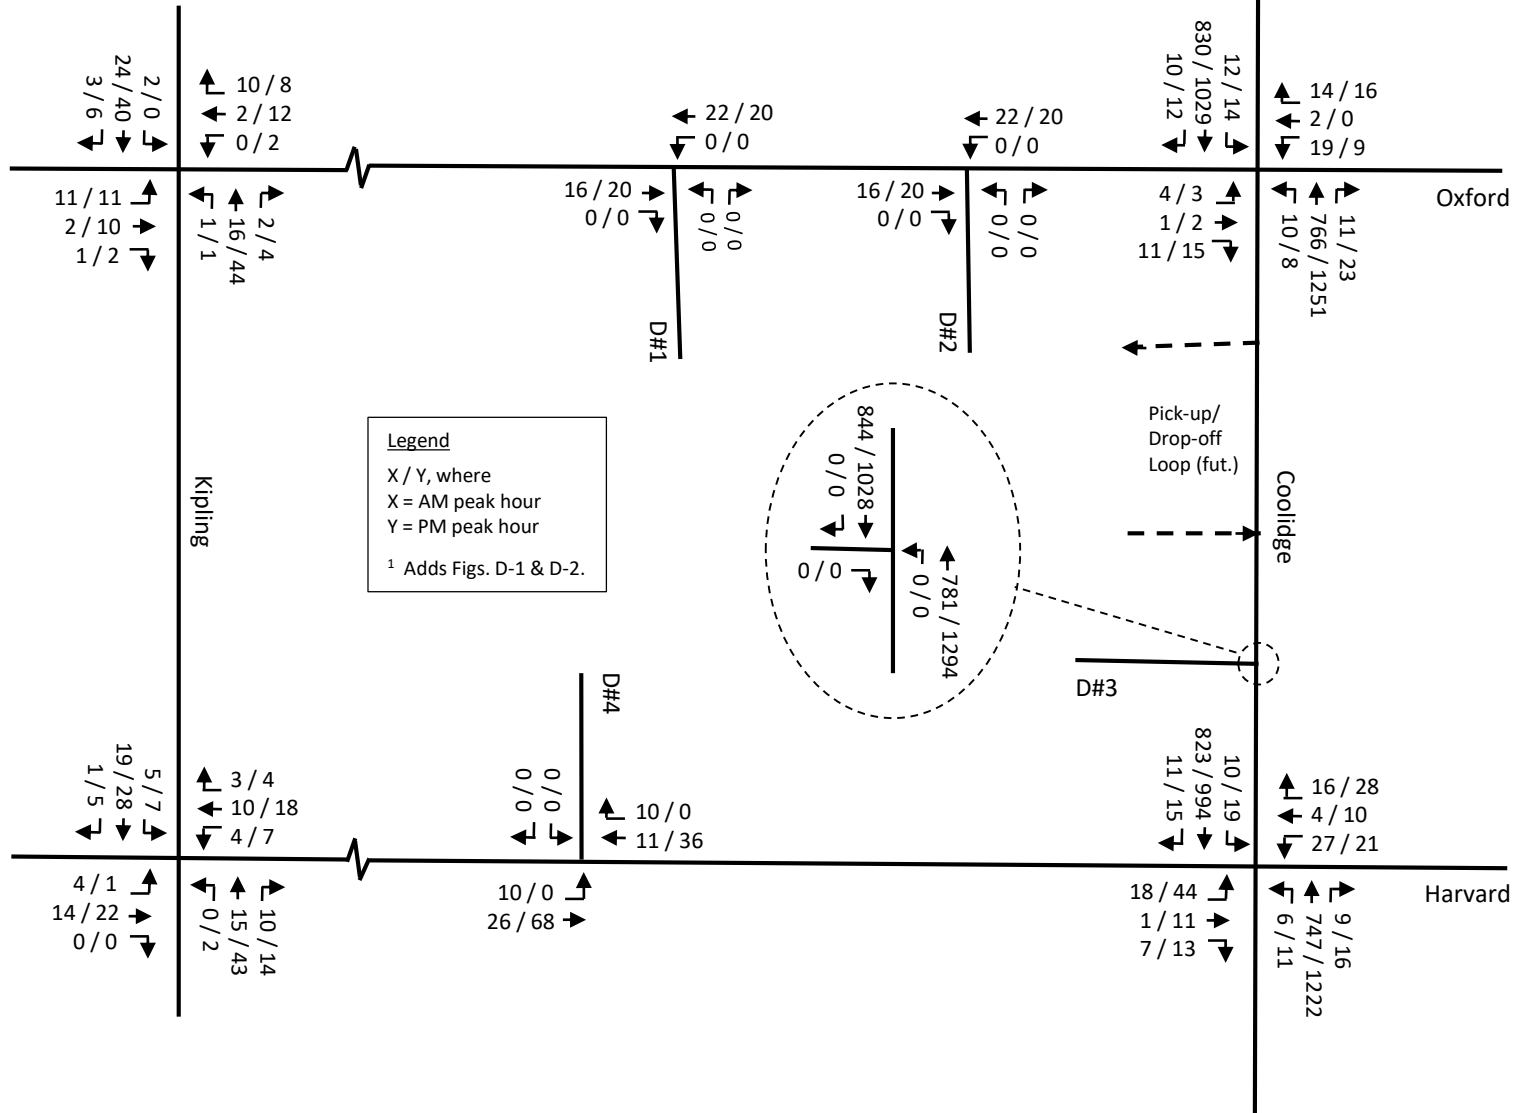 2 / 0
24 / 40
3 / 6
10 / 8
2 / 12
0 / 2
11 / 11
2 / 10
1 / 2
1 / 1
16 / 44
2 / 4
22 / 20
0 / 0
16 / 20
0 / 0
0 / 0
0 / 0
D#1
22 / 20
0 / 0
16 / 20
0 / 0
0 / 0
0 / 0
D#2
12 / 14
830 / 1029
10 / 12
14 / 16
2 / 0
19 / 9
4 / 3
1 / 2
11 / 15
10 / 8
766 / 1251
11 / 23
Oxford
Pick-up/
Drop-off
Loop (fut.)
Kipling
Coolidge
Legend
X / Y, where
X = AM peak hour
Y = PM peak hour
1 Adds Figs. D-1 & D-2.
844 / 1028
0 / 0
0 / 0
0 / 0
781 / 1294
D#3
D#4
5 / 7
19 / 28
1 / 5
3 / 4
10 / 18
4 / 7
4 / 1
14 / 22
0 / 0
0 / 2
15 / 43
10 / 14
0 / 0
0 / 0
10 / 0
11 / 36
10 / 0
26 / 68
10 / 19
823 / 994
11 / 15
16 / 28
4 / 10
27 / 21
18 / 44
1 / 11
7 / 13
6 / 11
747 / 1222
9 / 16
Harvard